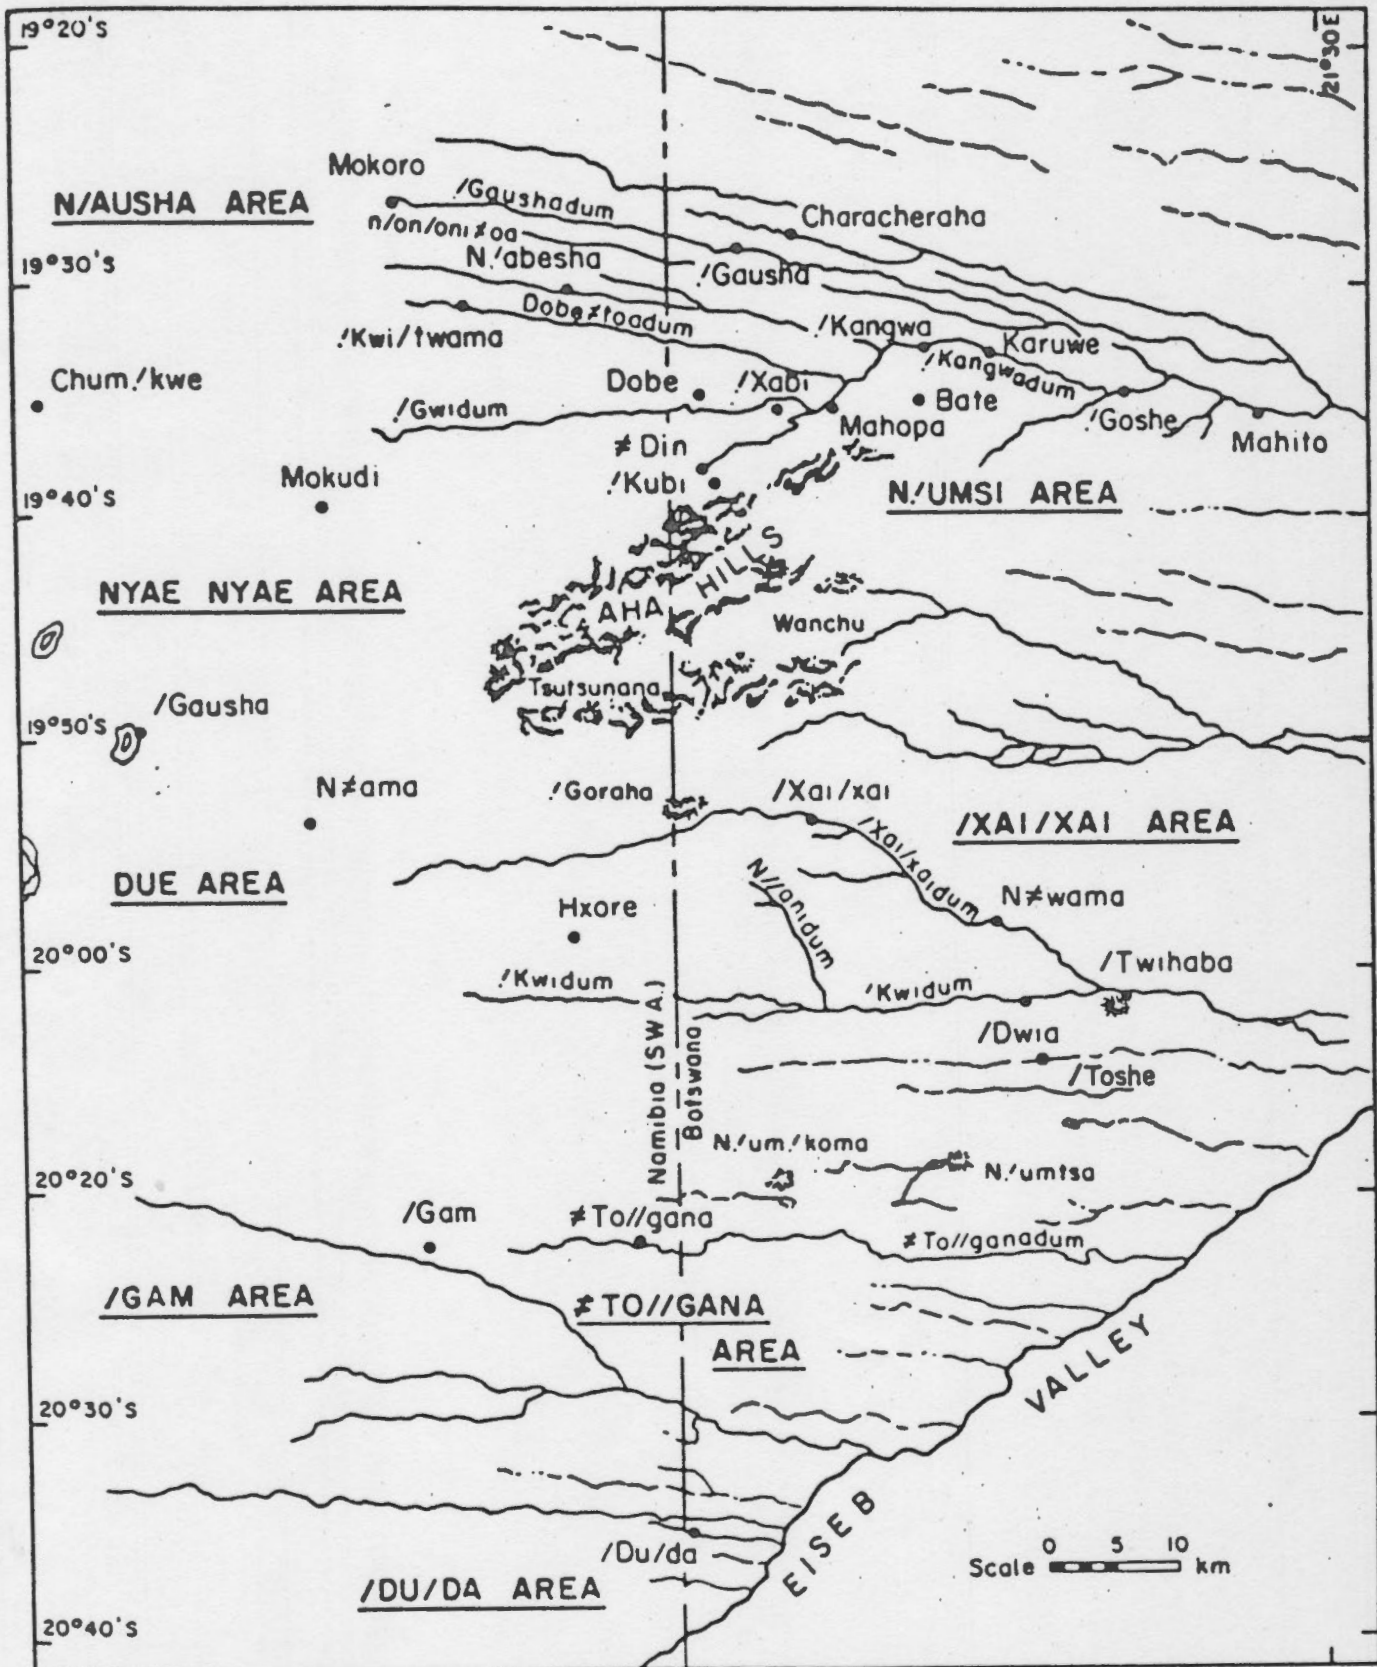 19°20'S
21°30E
Mokoro
N/AUSHA AREA
!Gaushadum
Characheraha
n/on/oni≠oa
19°30'S
N!abesha
!Gausha
Dobe≠toadum
!Kangwa
!Kwi/twama
Karuwe
!Kangwadum
Chum!kwe
Dobe
!Xabi
Bate
!Gwidum
!Goshe
Mahopa
Mahito
≠Din
Mokudi
!Kubi
19°40'S
N!UMSI AREA
AHA HILLS
NYAE NYAE AREA
Wanchu
Tsutsunana
/Gausha
19°50'S
N≠ama
!Goraha
/Xai/xai
/XAI/XAI AREA
/Xai/xaidum
DUE AREA
N//onidum
N≠wama
Hxore
20°00'S
/Twihaba
!Kwidum
!Kwidum
Namibia (S.W.A.)
Botswana
/Dwia
/Toshe
N!um!koma
N!umtsa
20°20'S
/Gam
≠To//gana
≠To//ganadum
/GAM AREA
≠TO//GANA
AREA
EISEB VALLEY
20°30'S
/Du/da
0 5 10
Scale km
/DU/DA AREA
20°40'S